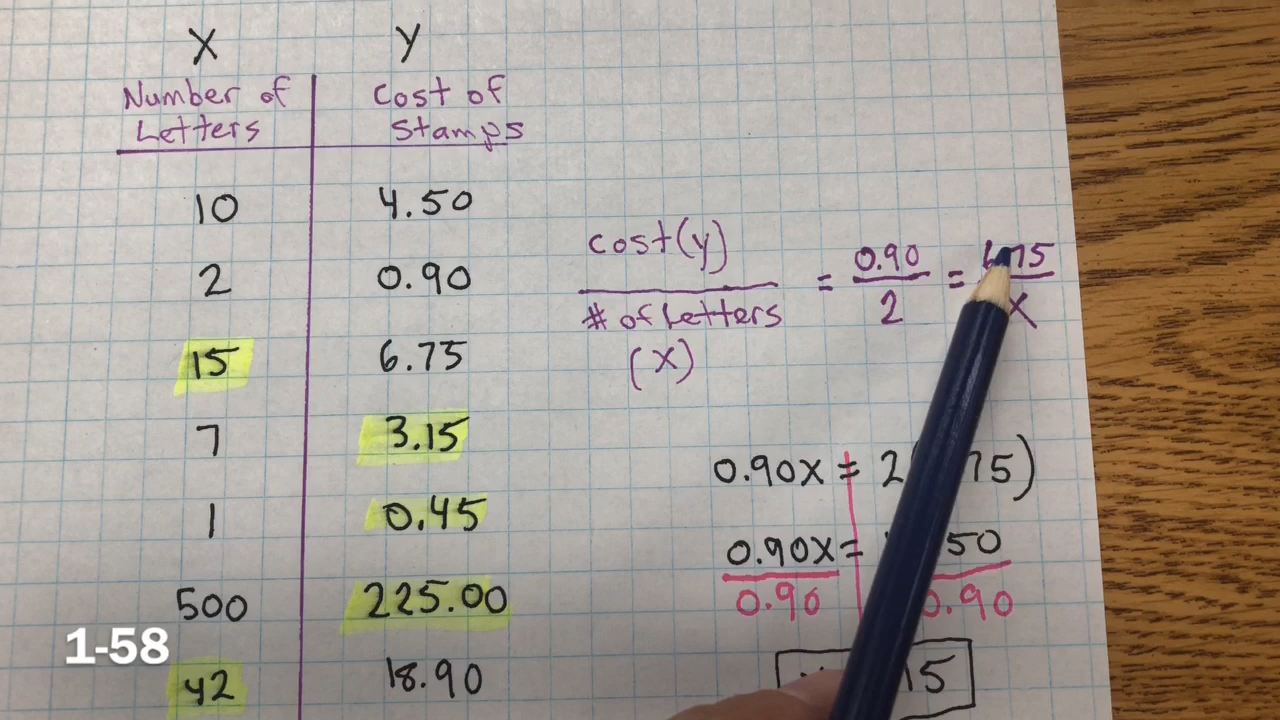 X Y
Number of Cost of
Letters Stamps
10 4.50
2 0.90
15 6.75
7 3.15
1 0.45
500 225.00
42 18.90
cost(y)
# of Letters
(x)
= 0.90 = 75
2 x
0.90x = 2( 75)
0.90x = 50
0.90 0.90
15
1-58